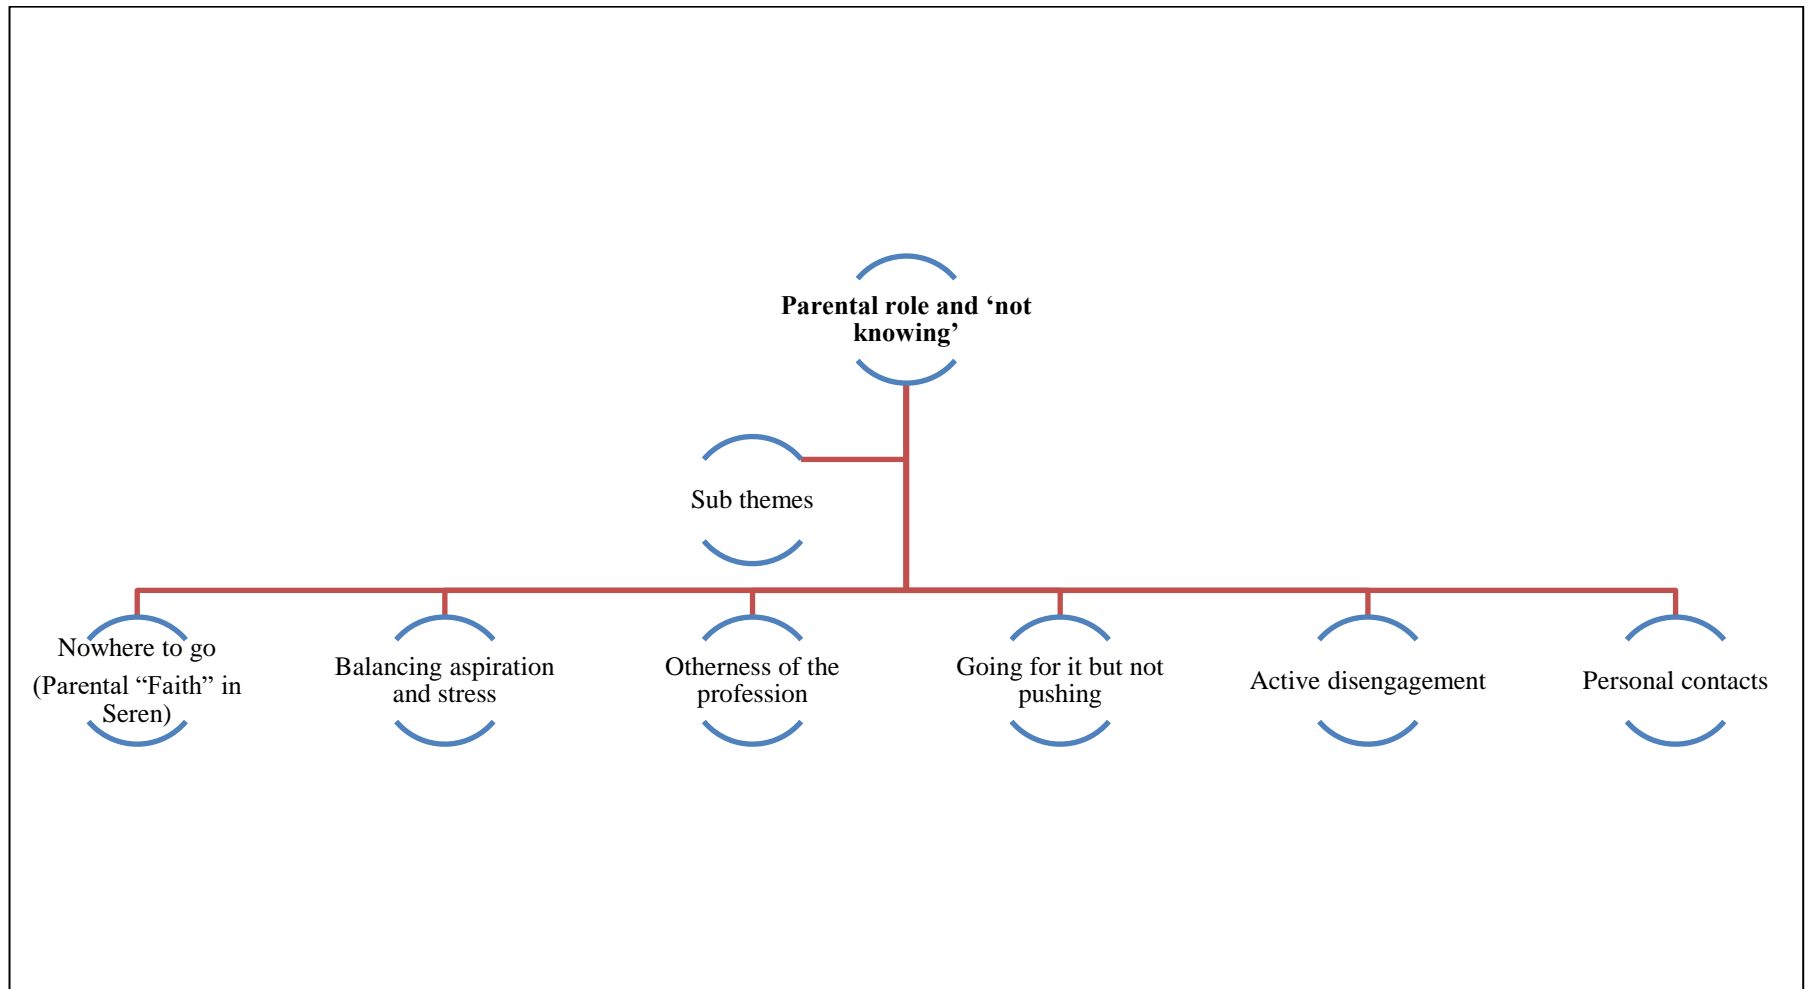 Parental role and ‘not
knowing’
Sub themes
Nowhere to go
(Parental “Faith” in
Seren)
Balancing aspiration
and stress
Otherness of the
profession
Going for it but not
pushing
Active disengagement
Personal contacts